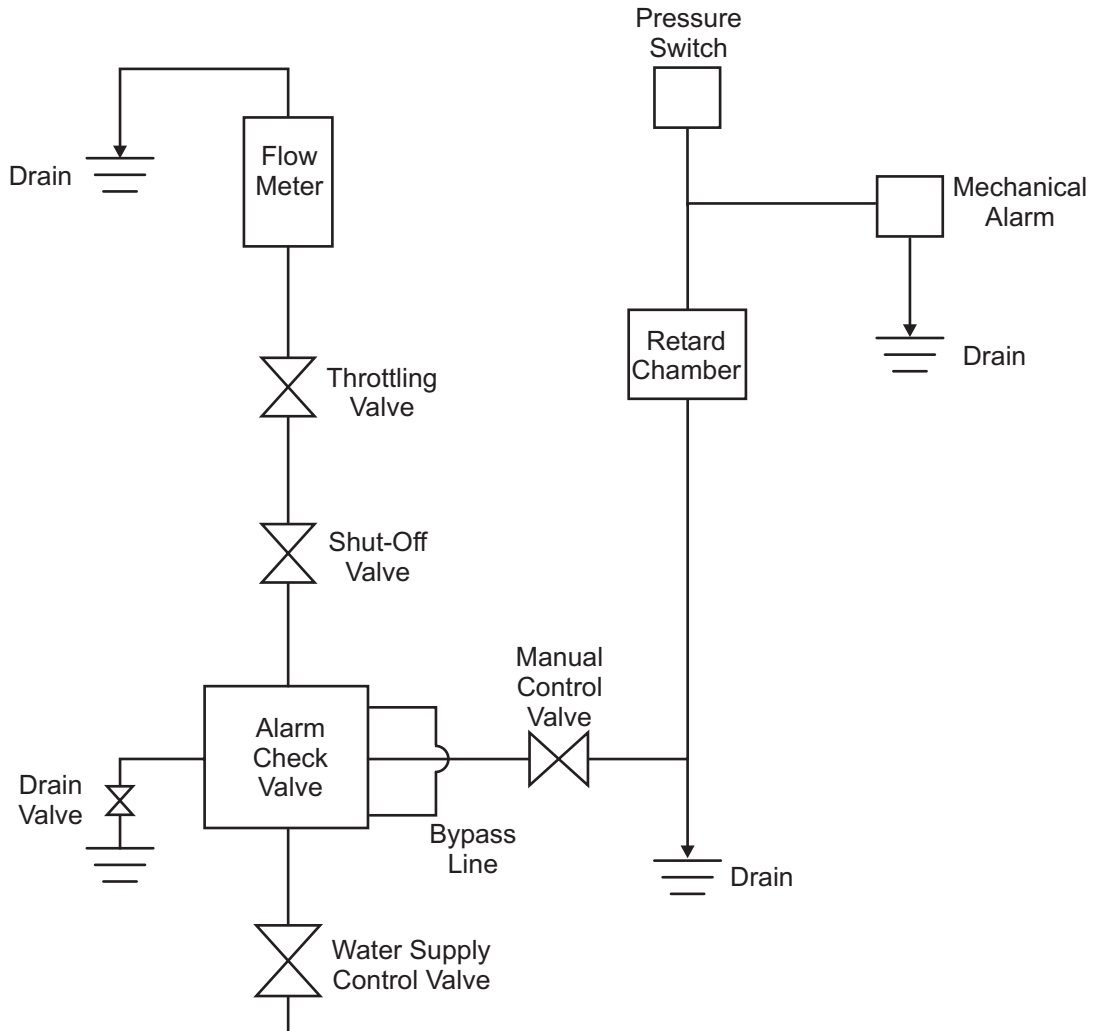 Pressure
Switch
Flow
Meter
Drain
Mechanical
Alarm
Retard
Chamber
Drain
Throttling
Valve
Shut-Off
Valve
Manual
Control
Valve
Alarm
Check
Valve
Drain
Valve
Bypass
Line
Drain
Water Supply
Control Valve